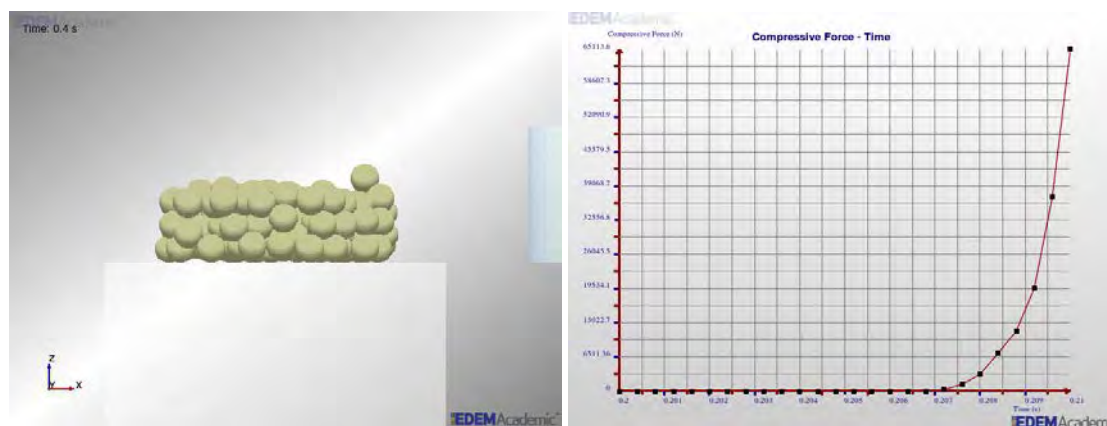 EDEMAcademic
Time: 0.4 s
Z
Y
X
EDEMAcademic
EDEMAcademic
Compressive Force - Time
Compressive Force (N)
65113.6
58602.3
52090.9
45579.5
39068.2
32556.8
26045.5
19534.1
13022.7
6511.36
0
0.2 0.201 0.202 0.203 0.204 0.205 0.206 0.207 0.208 0.209 0.21
Time (s)
EDEMAcadem